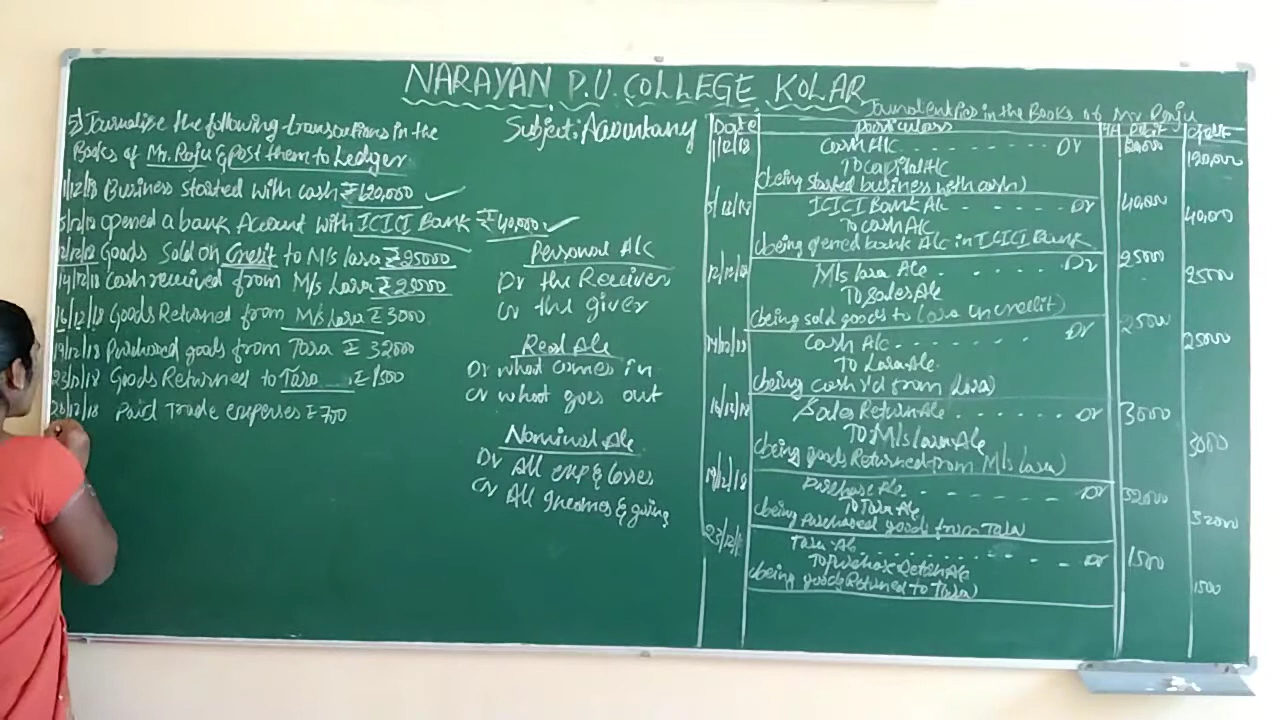 NARAYAN P.U. COLLEGE KOLAR
Subject: Accountancy
5) Journalise the following transactions in the
Books of Mr. Raju & post them to Ledger
1/12/18 Business started with cash ₹ 120,000
5/12/18 opened a bank Account with ICICI Bank ₹ 40,000
12/12/18 Goods Sold on Credit to M/s Lara ₹ 25000
14/12/18 Cash received from M/s Lara ₹ 25000
16/12/18 Goods Returned from M/s Lara ₹ 3000
19/12/18 Purchased goods from Tara ₹ 32000
23/12/18 Goods Returned to Tara ₹ 1500
26/12/18 Paid Trade expenses ₹ 700
Personal A/c
Dr the Receiver
Cr the giver
Real A/c
Dr what comes in
Cr what goes out
Nominal A/c
Dr All exp & losses
Cr All Incomes &
Journal entries in the Books of Mr Raju
Date Particulars Debit Credit
1/12/18 Cash A/c . . . . . . . . . Dr
To Capital A/c 120,000
(being started business with cash)
5/12/18 ICICI Bank A/c . . . . . . Dr 40,000
To Cash A/c 40,000
(being opened bank A/c in ICICI Bank
12/12/18 M/s Lara A/c . . . . . . Dr 25000
To Sales A/c 25000
(being sold goods to Lara on credit)
14/12/18 Cash A/c . . . . . . . . Dr 25000
To Lara A/c 25000
(being cash r/d from Lara)
16/12/18 Sales Return A/c . . . . . . Dr 3000
To M/s Lara A/c 3000
(being goods Returned from M/s Lara)
19/12/18 Purchase A/c . . . . . . . Dr 32000
To Tara A/c 32000
(being purchased goods from Tara
23/12/1 Tara A/c . . . . . . . . . . Dr 1500
To Purchase Return A/c 1500
(being goods Returned to Tara)